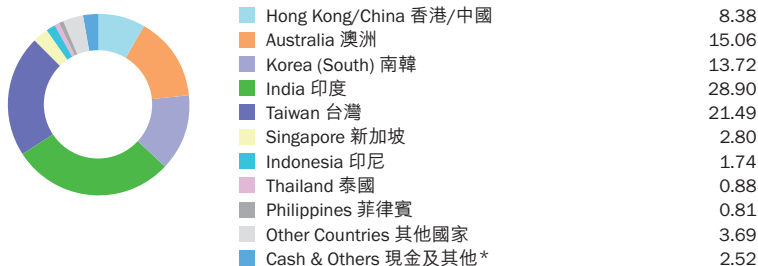 Hong Kong/China 香港/中國 8.38
Australia 澳洲 15.06
Korea (South) 南韓 13.72
India 印度 28.90
Taiwan 台灣 21.49
Singapore 新加坡 2.80
Indonesia 印尼 1.74
Thailand 泰國 0.88
Philippines 菲律賓 0.81
Other Countries 其他國家 3.69
Cash & Others 現金及其他* 2.52